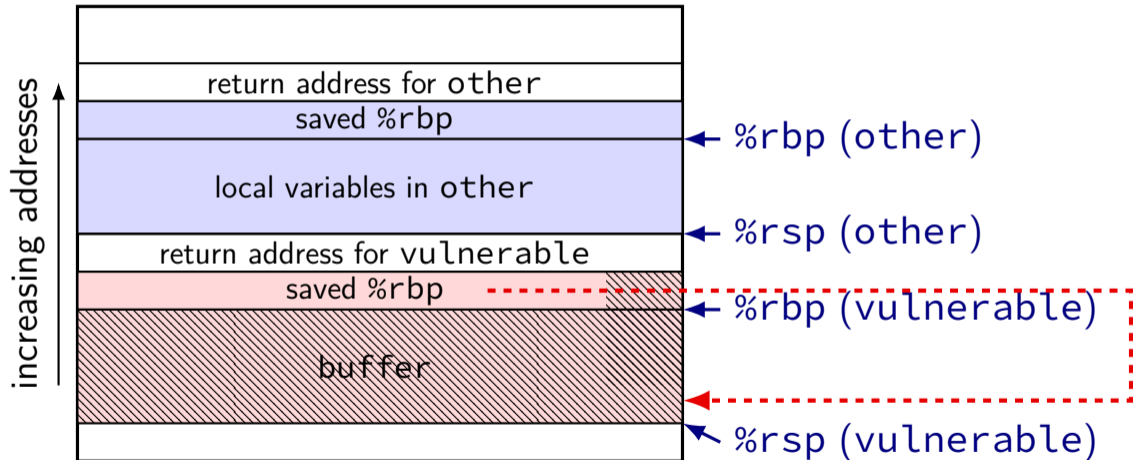 increasing addresses
return address for other
saved %rbp
%rbp (other)
local variables in other
%rsp (other)
return address for vulnerable
saved %rbp
%rbp (vulnerable)
buffer
%rsp (vulnerable)